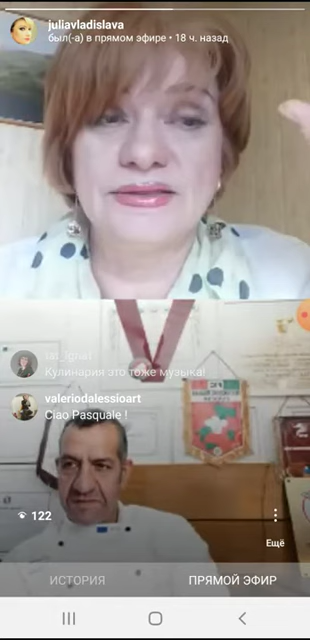 juliavladislava
был(-а) в прямом эфире • 18 ч. назад
Кулинария это тоже музыка!
valeriodalessioart
Ciao Pasquale !
122
Ещё
ИСТОРИЯ
ПРЯМОЙ ЭФИР